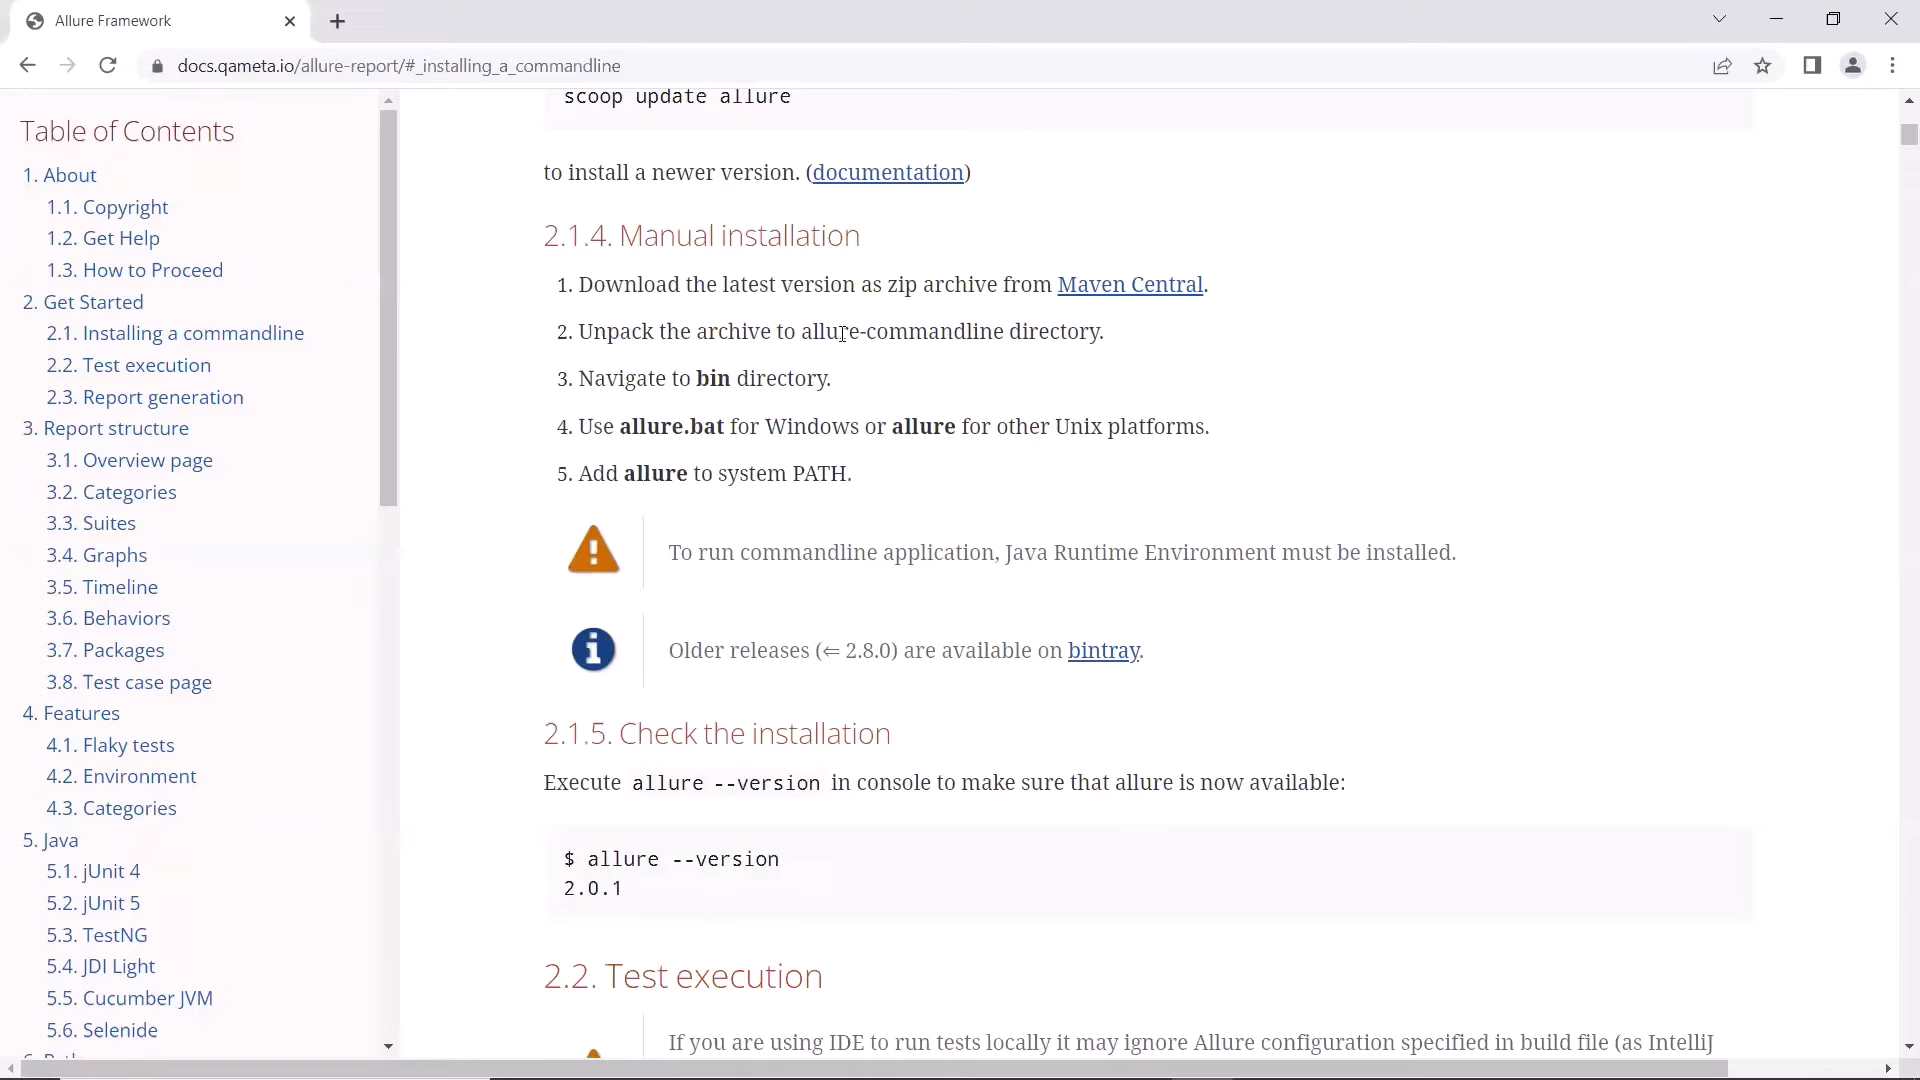 Allure Framework
docs.qameta.io/allure-report/#_installing_a_commandline
Table of Contents
1. About
1.1. Copyright
1.2. Get Help
1.3. How to Proceed
2. Get Started
2.1. Installing a commandline
2.2. Test execution
2.3. Report generation
3. Report structure
3.1. Overview page
3.2. Categories
3.3. Suites
3.4. Graphs
3.5. Timeline
3.6. Behaviors
3.7. Packages
3.8. Test case page
4. Features
4.1. Flaky tests
4.2. Environment
4.3. Categories
5. Java
5.1. jUnit 4
5.2. jUnit 5
5.3. TestNG
5.4. JDI Light
5.5. Cucumber JVM
5.6. Selenide
scoop update allure
to install a newer version. (documentation)
2.1.4. Manual installation
1. Download the latest version as zip archive from Maven Central.
2. Unpack the archive to allure-commandline directory.
3. Navigate to bin directory.
4. Use allure.bat for Windows or allure for other Unix platforms.
5. Add allure to system PATH.
To run commandline application, Java Runtime Environment must be installed.
Older releases (⇐ 2.8.0) are available on bintray.
2.1.5. Check the installation
Execute allure --version in console to make sure that allure is now available:
$ allure --version
2.0.1
2.2. Test execution
If you are using IDE to run tests locally it may ignore Allure configuration specified in build file (as IntelliJ